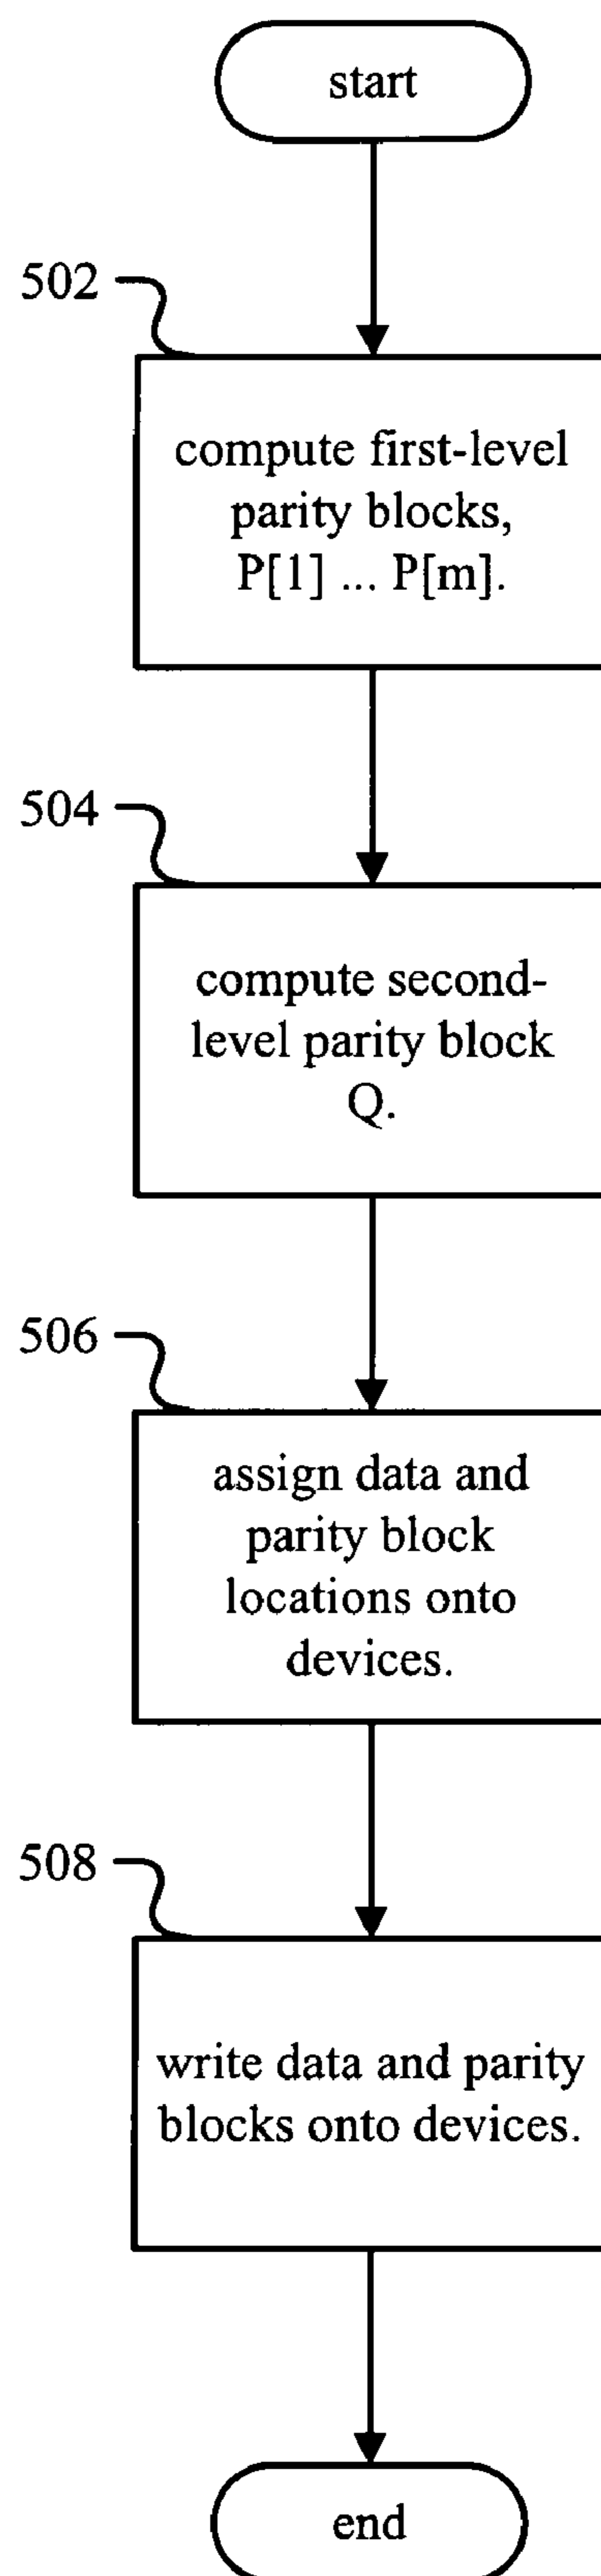 start
502
compute first-level
parity blocks,
P[1] ... P[m].
504
compute second-
level parity block
Q.
506
assign data and
parity block
locations onto
devices.
508
write data and parity
blocks onto devices.
end